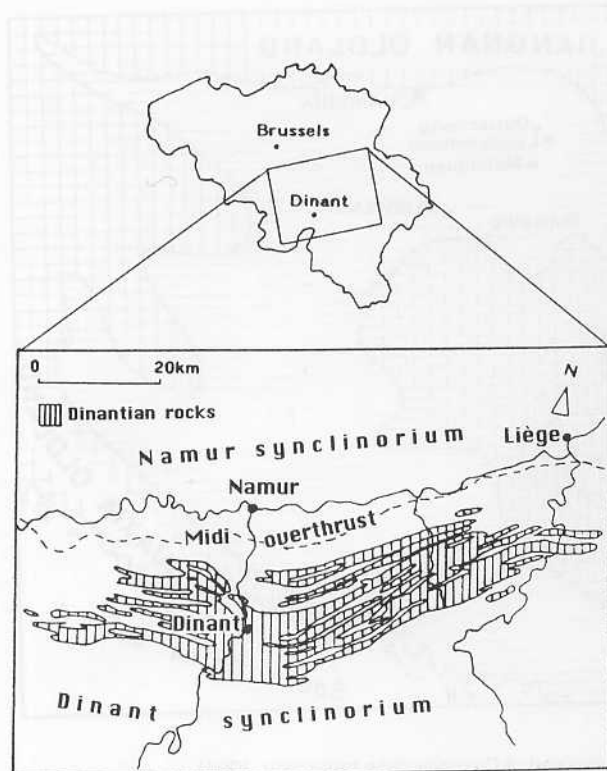 Brussels
Dinant
0 20km
N
Dinantian rocks
Namur synclinorium
Liège
Namur
Midi overthrust
Dinant
Dinant synclinorium